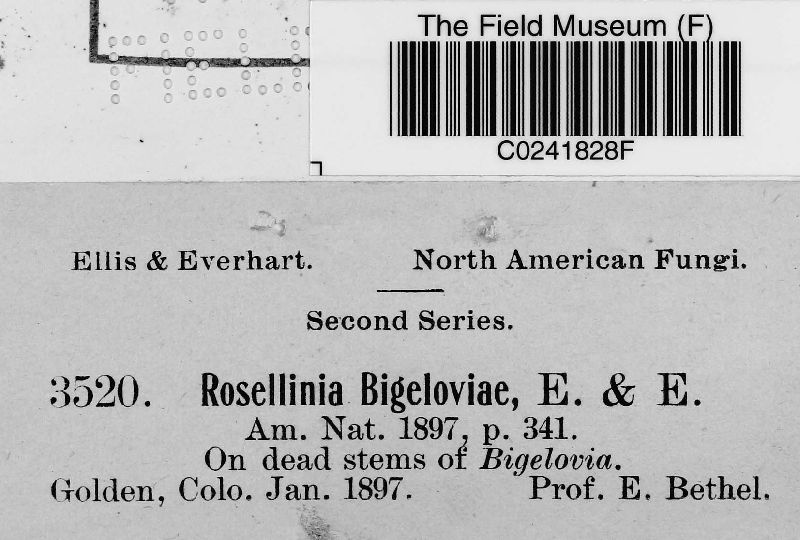 The Field Museum (F)
C0241828F
Ellis & Everhart. North American Fungi.
Second Series.
3520. Rosellinia Bigeloviae, E. & E.
Am. Nat. 1897, p. 341.
On dead stems of Bigelovia.
Golden, Colo. Jan. 1897. Prof. E. Bethel.